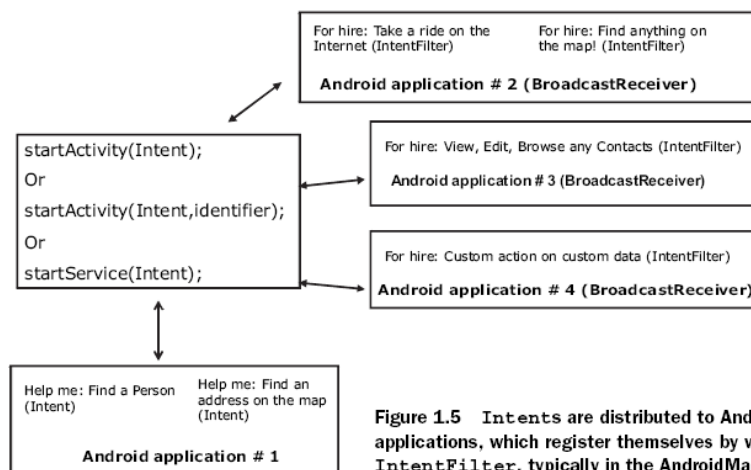 For hire: Take a ride on the
Internet (IntentFilter)
For hire: Find anything on
the map! (IntentFilter)
Android application # 2 (BroadcastReceiver)
startActivity(Intent);
Or
startActivity(Intent,identifier);
Or
startService(Intent);
For hire: View, Edit, Browse any Contacts (IntentFilter)
Android application # 3 (BroadcastReceiver)
For hire: Custom action on custom data (IntentFilter)
Android application # 4 (BroadcastReceiver)
Help me: Find a Person
(Intent)
Help me: Find an
address on the map
(Intent)
Android application # 1
Figure 1.5 Intents are distributed to
applications, which register themselves by
IntentFilter, typically in the